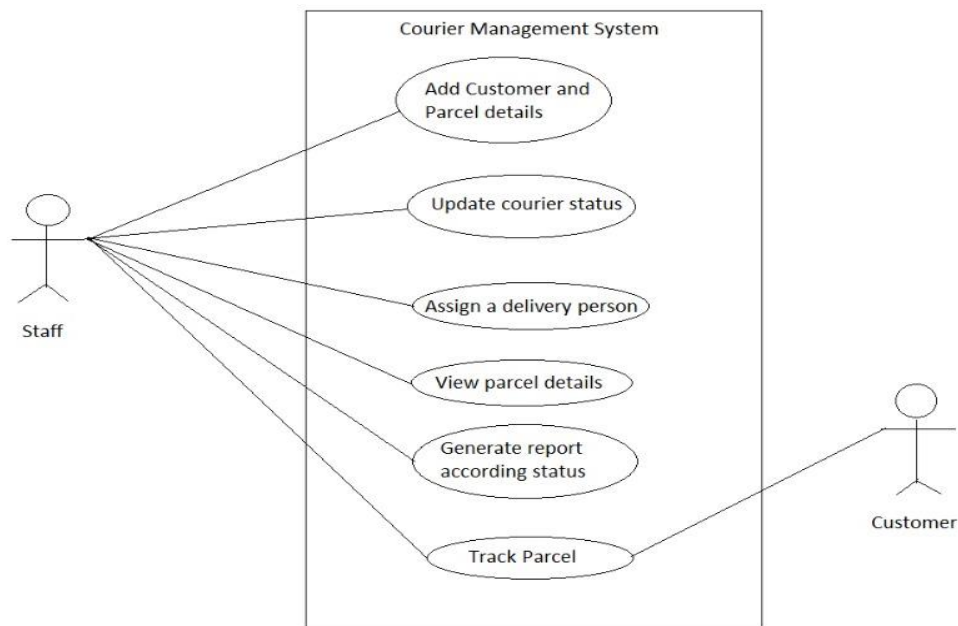 Courier Management System
Add Customer and
Parcel details
Update courier status
Assign a delivery person
Staff
View parcel details
Generate report
according status
Customer
Track Parcel